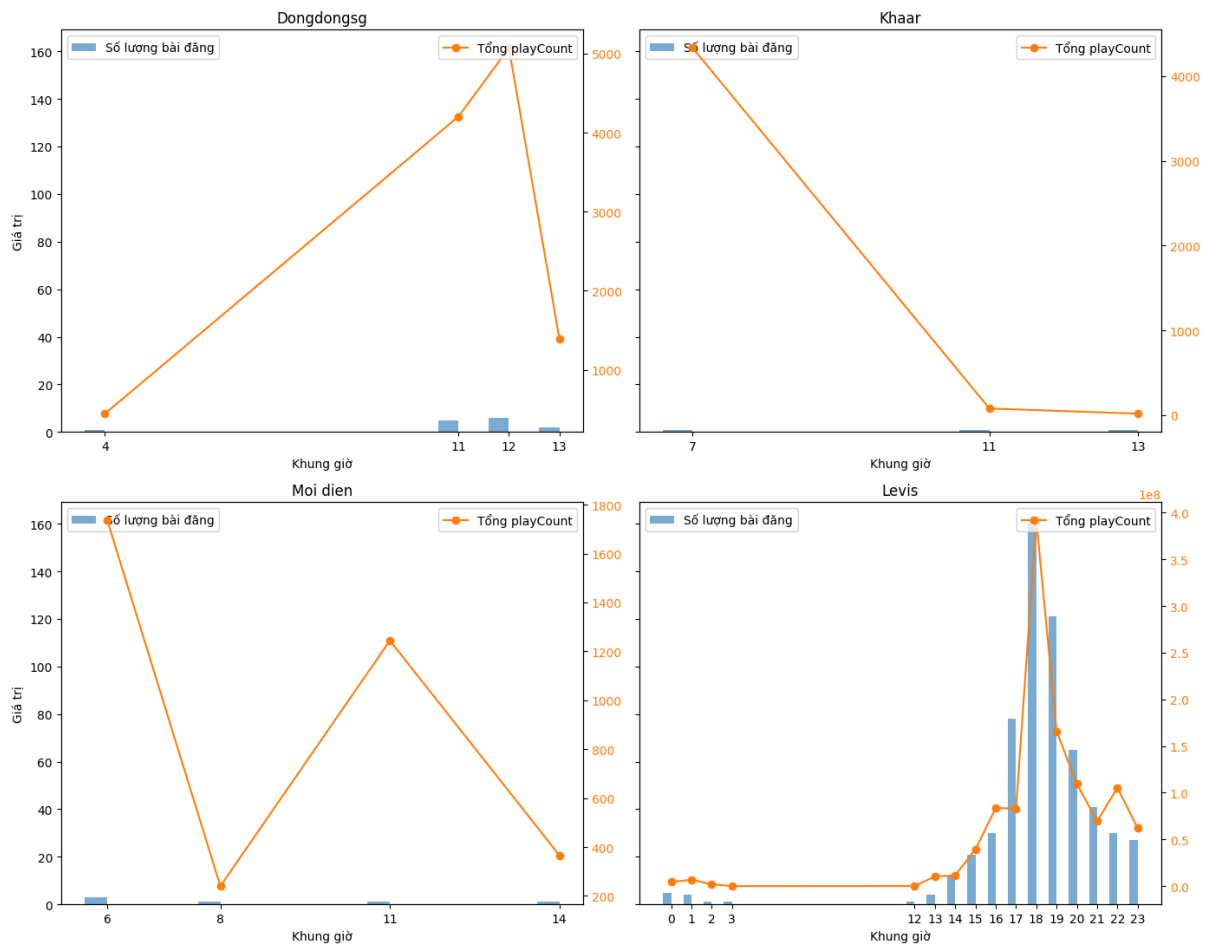 Dongdongsg
Số lượng bài đăng
Tổng playCount
160
140
120
100
80
60
40
20
0
Giá trị
5000
4000
3000
2000
1000
4 11 12 13
Khung giờ
Khaar
Số lượng bài đăng
Tổng playCount
4000
3000
2000
1000
0
7 11 13
Khung giờ
Moi dien
Số lượng bài đăng
Tổng playCount
160
140
120
100
80
60
40
20
0
Giá trị
1800
1600
1400
1200
1000
800
600
400
200
6 8 11 14
Khung giờ
Levis
1e8
Số lượng bài đăng
Tổng playCount
4.0
3.5
3.0
2.5
2.0
1.5
1.0
0.5
0.0
0 1 2 3 12 13 14 15 16 17 18 19 20 21 22 23
Khung giờ